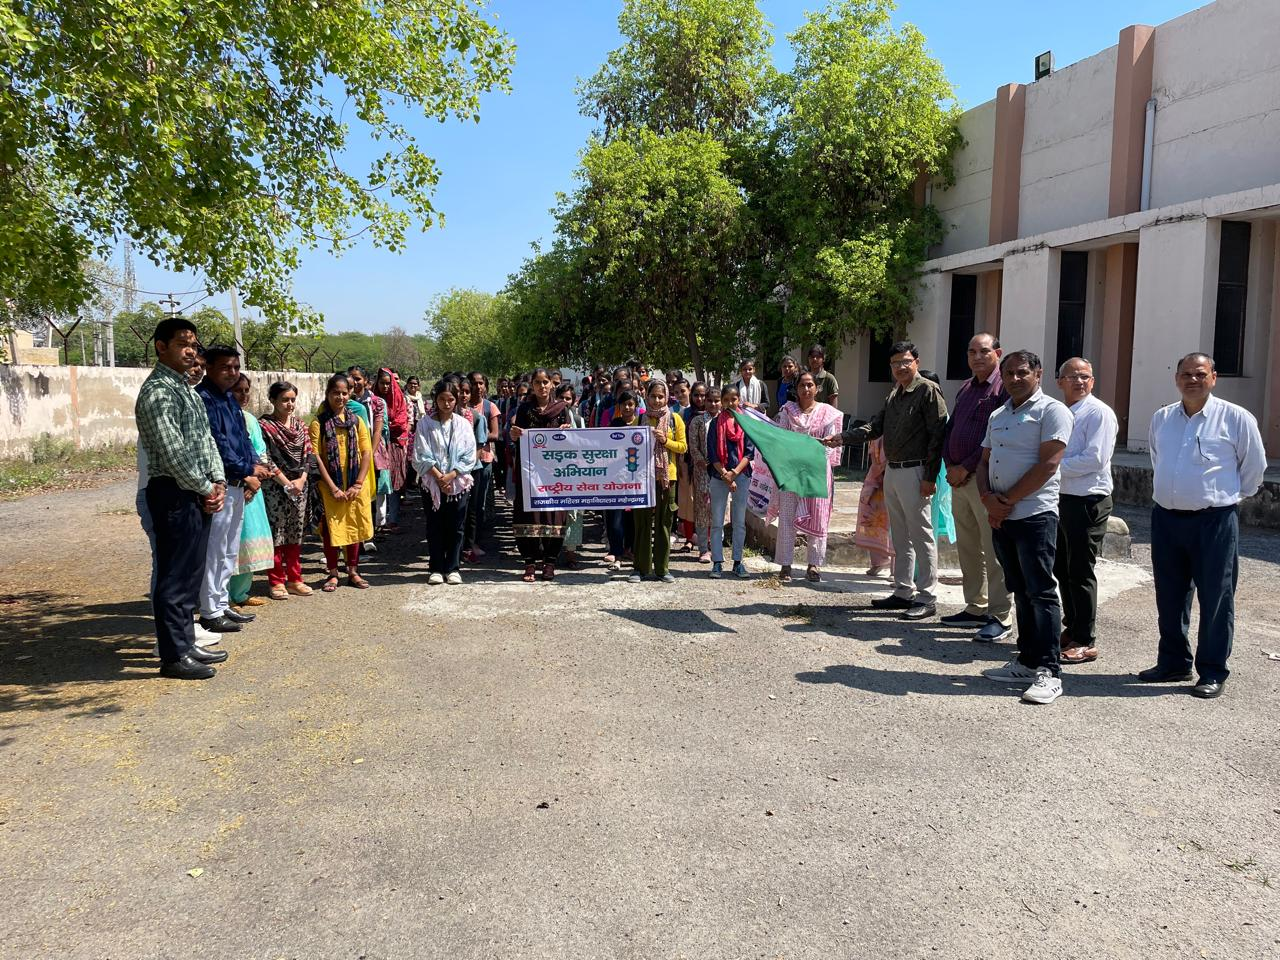 सड़क सुरक्षा
अभियान
राष्ट्रीय सेवा योजना
राजकीय महिला महाविद्यालय महेन्द्रगढ़